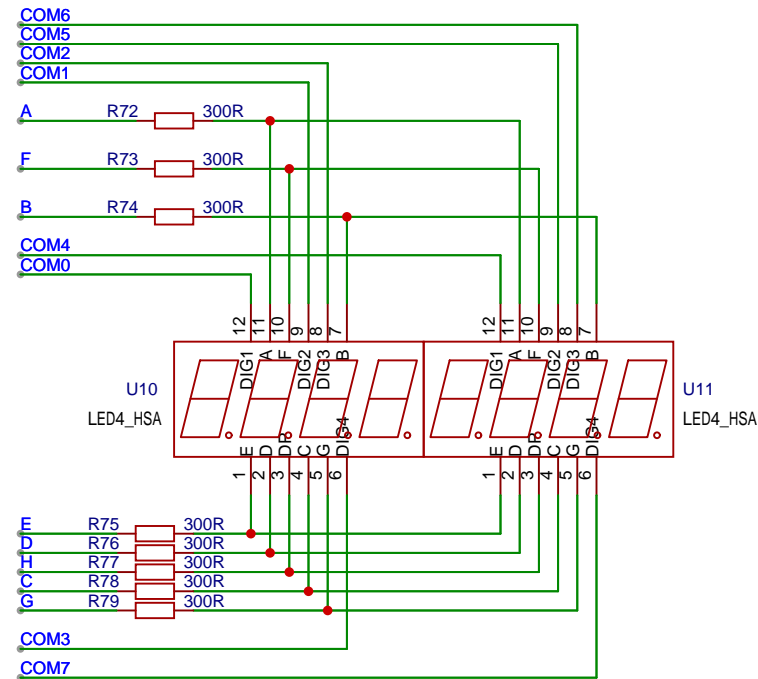 COM6
COM5
COM2
COM1
A R72 300R
F R73 300R
B R74 300R
COM4
COM0
12 11 10 9 8 7 12 11 10 9 8 7
DIG1 A F DIG2 DIG3 B DIG1 A F DIG2 DIG3 B
U10 U11
LED4_HSA LED4_HSA
E D DP C G DIG4 E D DP C G DIG4
1 2 3 4 5 6 1 2 3 4 5 6
E R75 300R
D R76 300R
H R77 300R
C R78 300R
G R79 300R
COM3
COM7